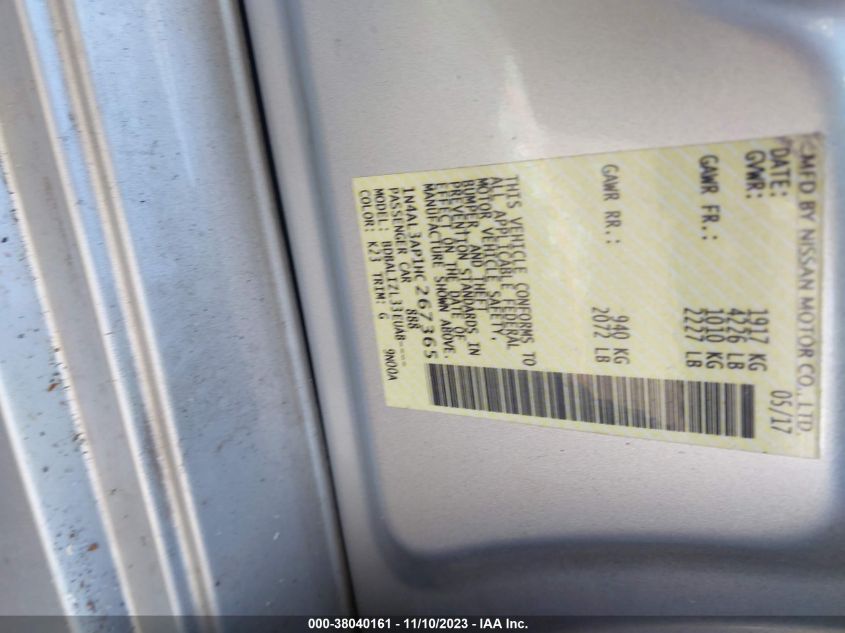 MFD BY NISSAN MOTOR CO., LTD
DATE: 05/17
GVWR: 1917 KG
4226 LB
GAWR FR.: 1010 KG
2227 LB
GAWR RR.: 940 KG
2072 LB
THIS VEHICLE CONFORMS TO
ALL APPLICABLE FEDERAL
MOTOR VEHICLE SAFETY,
BUMPER, AND THEFT
PREVENTION STANDARDS IN
EFFECT ON THE DATE OF
MANUFACTURE SHOWN ABOVE.
1N4AL3AP1HC267365
PASSENGER CAR 888
MODEL: BDBALTZL33EUAB----
COLOR: K23 TRIM: G 9N00A
000-38040161 - 11/10/2023 - IAA Inc.